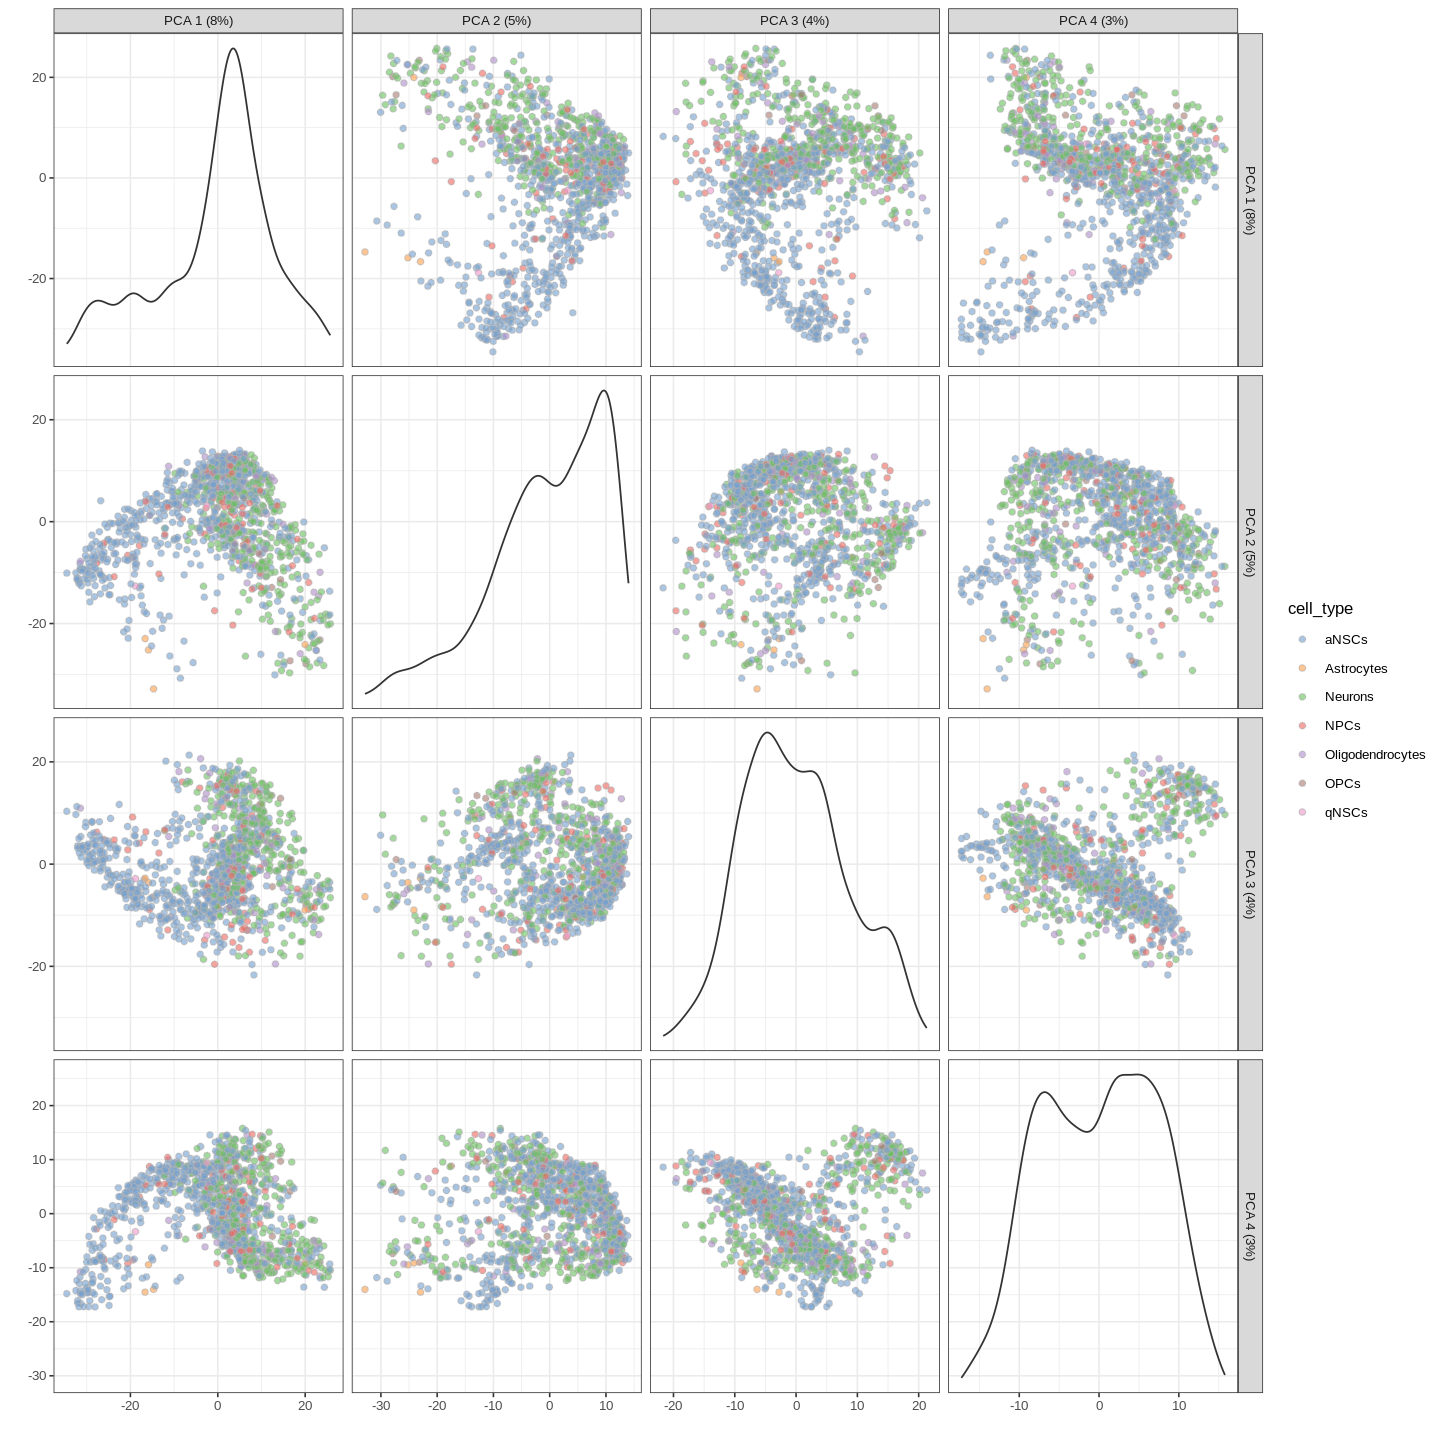 PCA 1 (8%)
PCA 2 (5%)
PCA 3 (4%)
PCA 4 (3%)
20
0
-20
PCA 1 (8%)
20
0
-20
PCA 2 (5%)
cell_type
aNSCs
Astrocytes
Neurons
NPCs
Oligodendrocytes
OPCs
qNSCs
20
0
-20
PCA 3 (4%)
20
10
0
-10
-20
-30
PCA 4 (3%)
-20 0 20
-30 -20 -10 0 10
-20 -10 0 10 20
-10 0 10